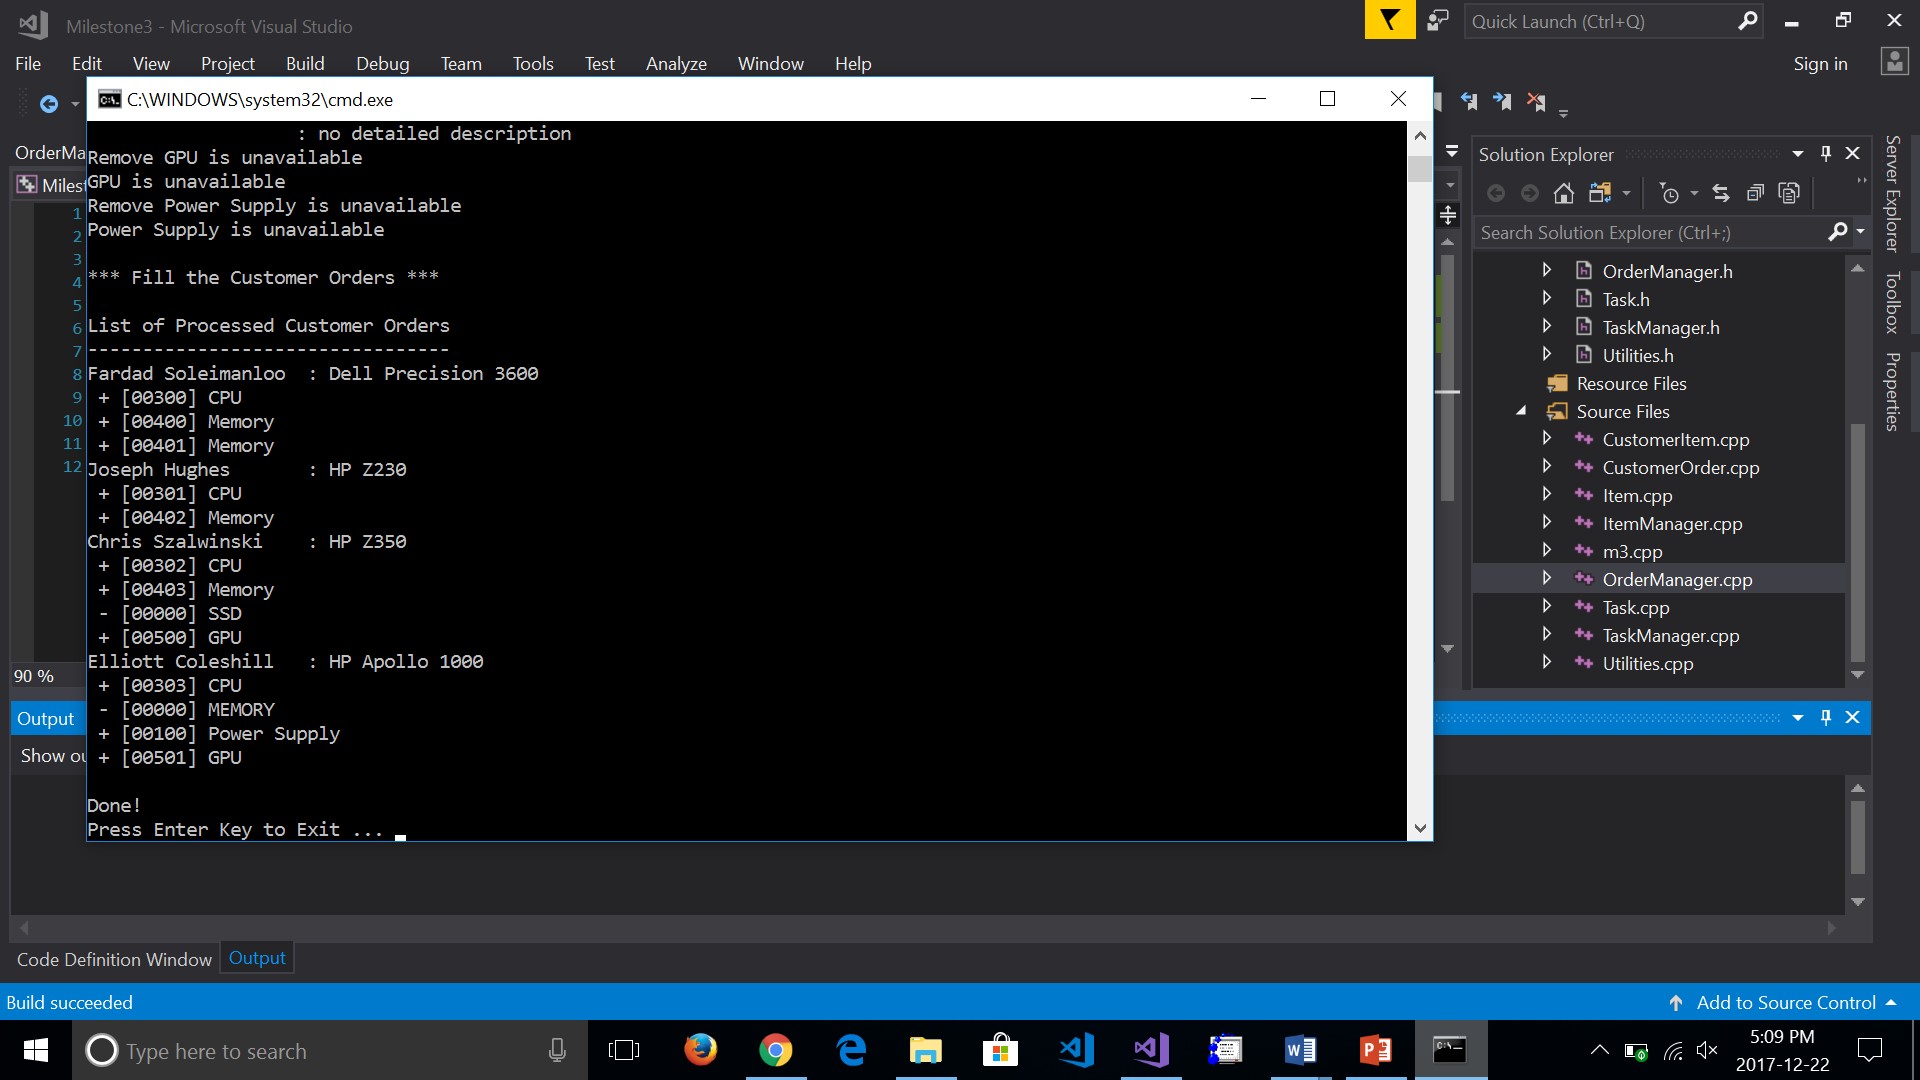 Milestone3 - Microsoft Visual Studio
Quick Launch (Ctrl+Q)
File Edit View Project Build Debug Team Tools Test Analyze Window Help
Sign in
C:\WINDOWS\system32\cmd.exe
: no detailed description
Remove GPU is unavailable
GPU is unavailable
Remove Power Supply is unavailable
Power Supply is unavailable
*** Fill the Customer Orders ***
List of Processed Customer Orders
---------------------------------
Fardad Soleimanloo  : Dell Precision 3600
+ [00300] CPU
+ [00400] Memory
+ [00401] Memory
Joseph Hughes       : HP Z230
+ [00301] CPU
+ [00402] Memory
Chris Szalwinski    : HP Z350
+ [00302] CPU
+ [00403] Memory
- [00000] SSD
+ [00500] GPU
Elliott Coleshill   : HP Apollo 1000
+ [00303] CPU
- [00000] MEMORY
+ [00100] Power Supply
+ [00501] GPU
Done!
Press Enter Key to Exit ...
OrderMa
Miles
1
2
3
4
5
6
7
8
9
10
11
12
90 %
Output
Show ou
Solution Explorer
Search Solution Explorer (Ctrl+;)
OrderManager.h
Task.h
TaskManager.h
Utilities.h
Resource Files
Source Files
CustomerItem.cpp
CustomerOrder.cpp
Item.cpp
ItemManager.cpp
m3.cpp
OrderManager.cpp
Task.cpp
TaskManager.cpp
Utilities.cpp
Server Explorer
Toolbox
Properties
Code Definition Window Output
Build succeeded
Add to Source Control
Type here to search
5:09 PM
2017-12-22